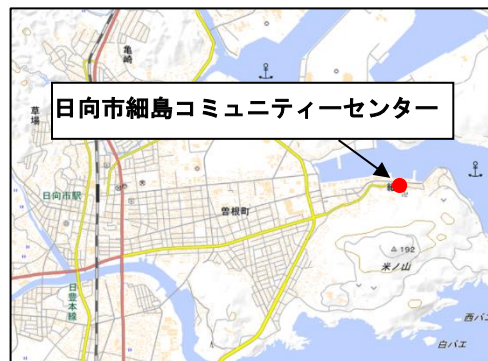 亀崎
草場
日向市細島コミュニティーセンター
日向市駅
曽根町
192
米ノ山
日豊本線
西バエ
白バエ